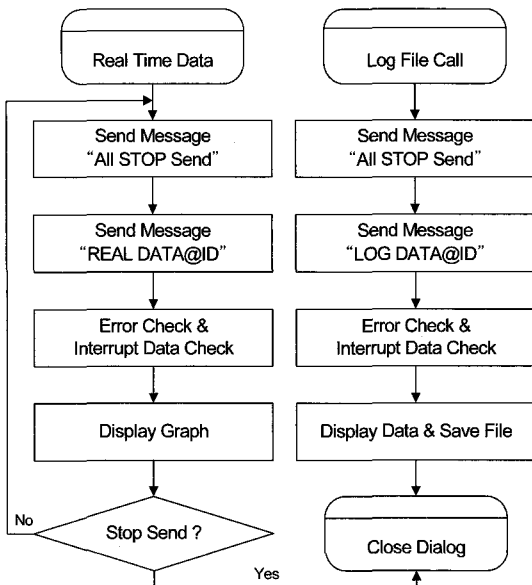 Real Time Data
Send Message
“All STOP Send”
Send Message
“REAL DATA@ID”
Error Check &
Interrupt Data Check
Display Graph
Stop Send ?
No
Yes
Log File Call
Send Message
“All STOP Send”
Send Message
“LOG DATA@ID”
Error Check &
Interrupt Data Check
Display Data & Save File
Close Dialog